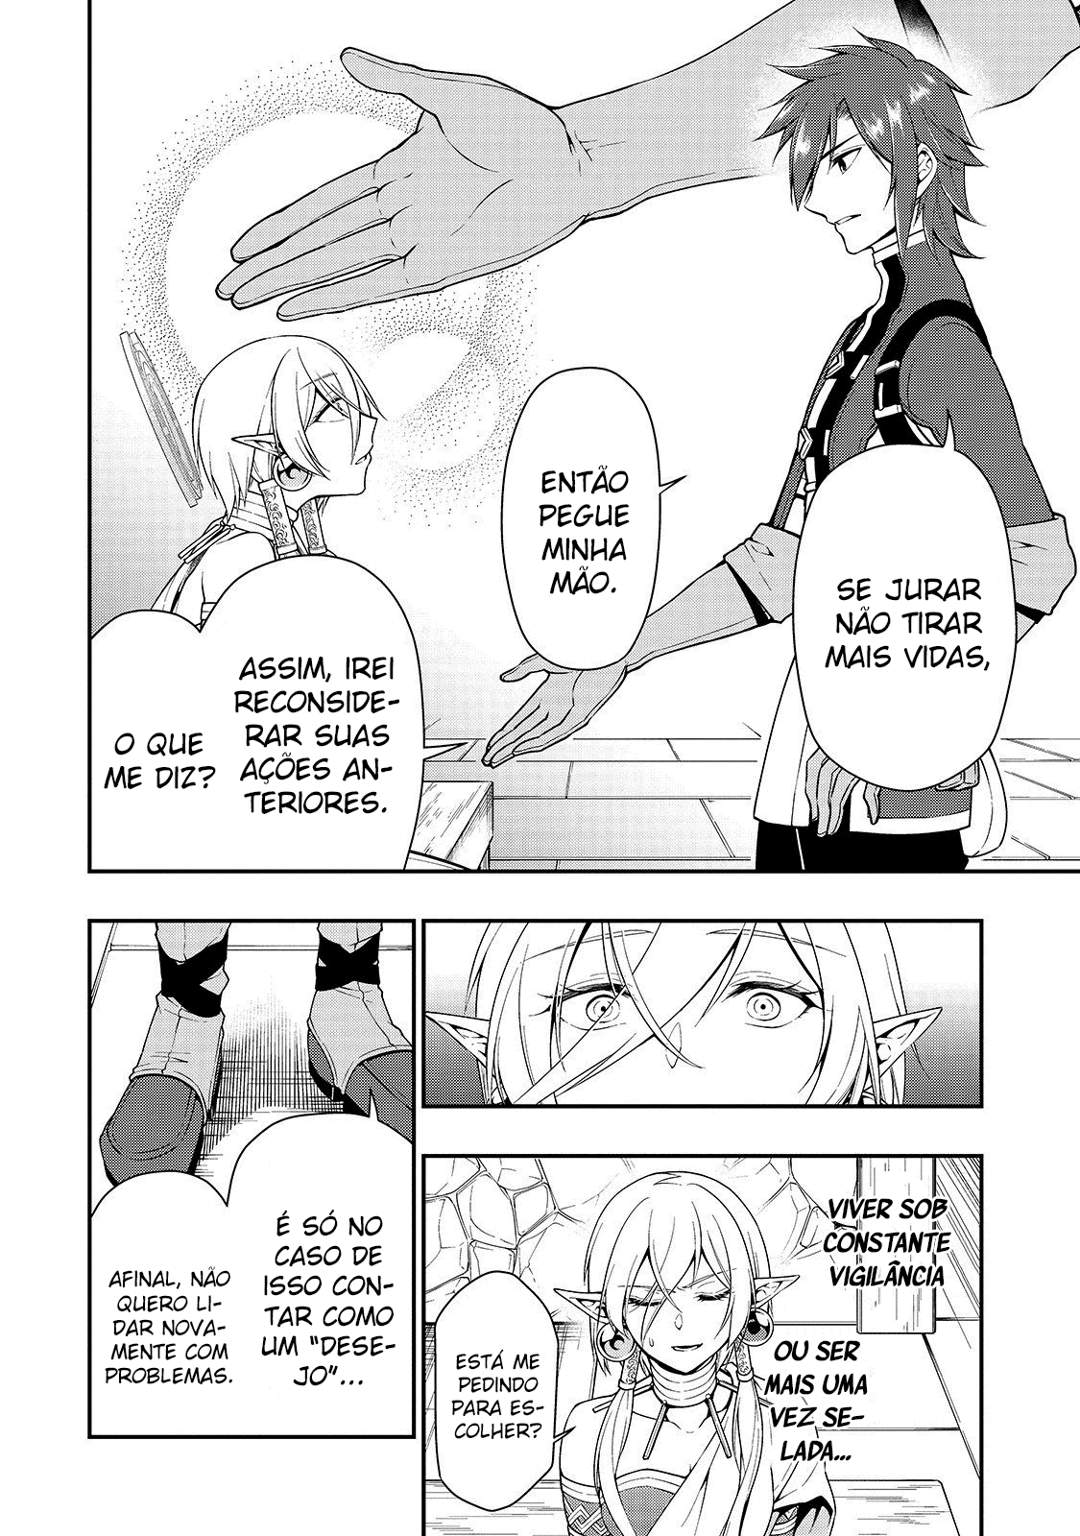 SE JURAR
NÃO TIRAR
MAIS VIDAS,
ENTÃO
PEGUE
MINHA
MÃO.
ASSIM, IREI
RECONSIDE-
RAR SUAS
AÇÕES AN-
TERIORES.
O QUE
ME DIZ?
É SÓ NO
CASO DE
ISSO CON-
TAR COMO
UM “DESE-
JO”...
AFINAL, NÃO
QUERO LI-
DAR NOVA-
MENTE COM
PROBLEMAS.
VIVER SOB
CONSTANTE
VIGILÂNCIA
OU SER
MAIS UMA
VEZ SE-
LADA...
ESTÁ ME
PEDINDO
PARA ES-
COLHER?